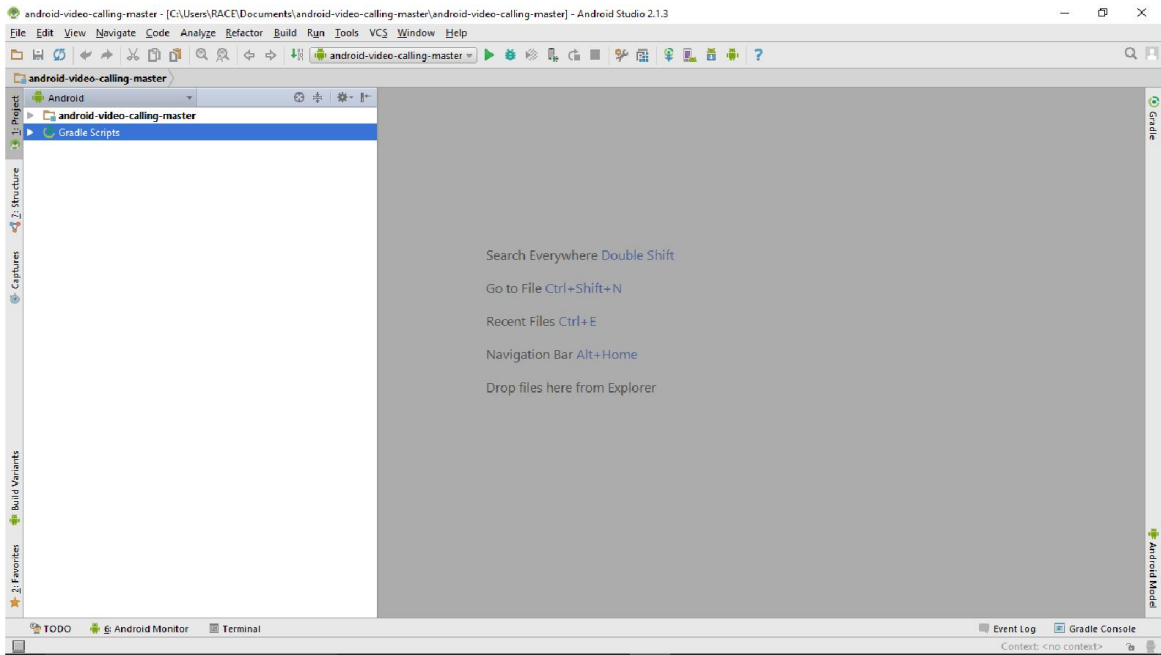 android-video-calling-master - [C:\Users\RACE\Documents\android-video-calling-master\android-video-calling-master] - Android Studio 2.1.3
File Edit View Navigate Code Analyze Refactor Build Run Tools VCS Window Help
android-video-calling-master
android-video-calling-master
1: Project
Android
android-video-calling-master
Gradle Scripts
7: Structure
Captures
Build Variants
2: Favorites
Search Everywhere Double Shift
Go to File Ctrl+Shift+N
Recent Files Ctrl+E
Navigation Bar Alt+Home
Drop files here from Explorer
Gradle
Android Model
TODO 6: Android Monitor Terminal Event Log Gradle Console
Context: <no context>